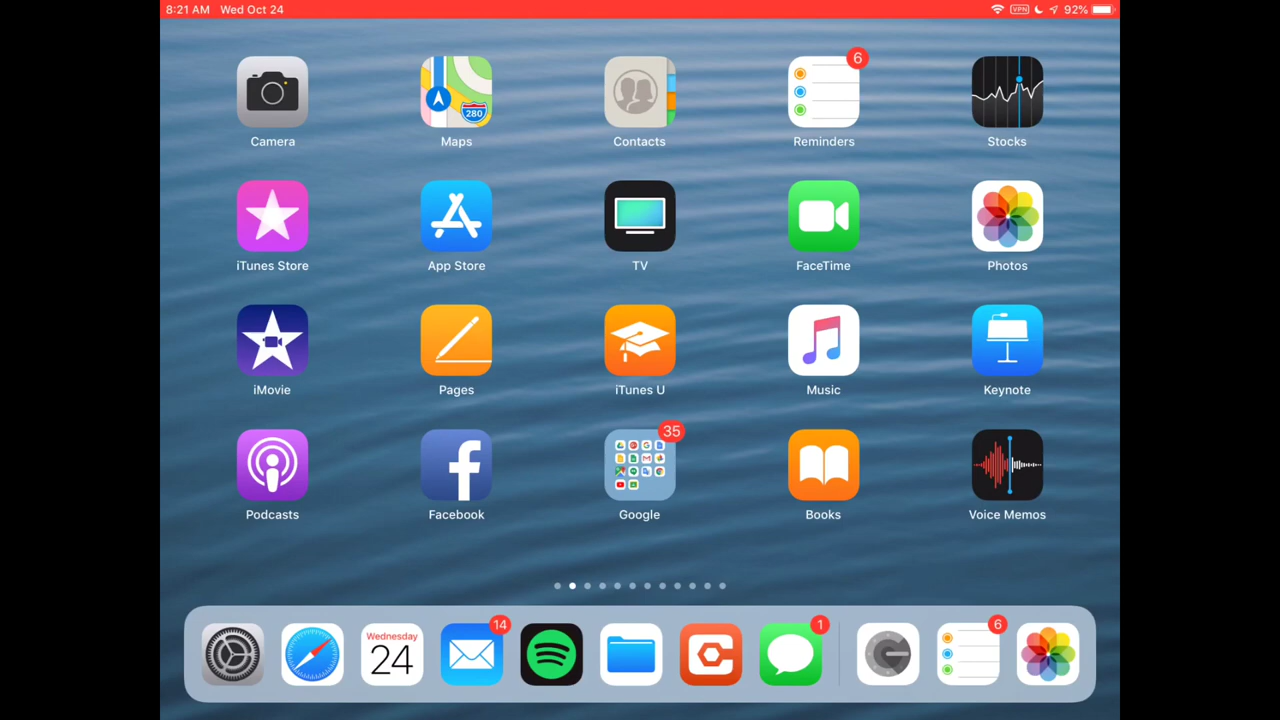 8:21 AM Wed Oct 24
VPN 92%
6
280
Camera Maps Contacts Reminders Stocks
iTunes Store App Store TV FaceTime Photos
iMovie Pages iTunes U Music Keynote
35
Podcasts Facebook Google Books Voice Memos
14 1 6
Wednesday
24